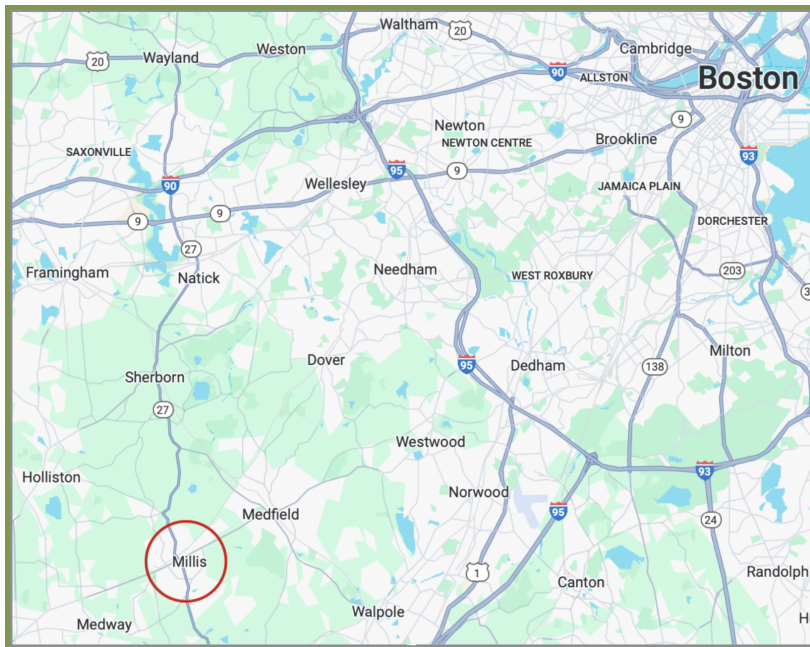 Waltham
20
Cambridge
Weston
Wayland
20
90
ALLSTON
Boston
Newton
9
NEWTON CENTRE
Brookline
SAXONVILLE
93
95
9
90
Wellesley
JAMAICA PLAIN
9
9
DORCHESTER
27
Framingham
Natick
Needham
WEST ROXBURY
203
3
Dover
Milton
95
Dedham
138
Sherborn
27
Westwood
93
Holliston
Norwood
Medfield
95
24
Millis
1
Canton
Randolph
Walpole
Medway
H